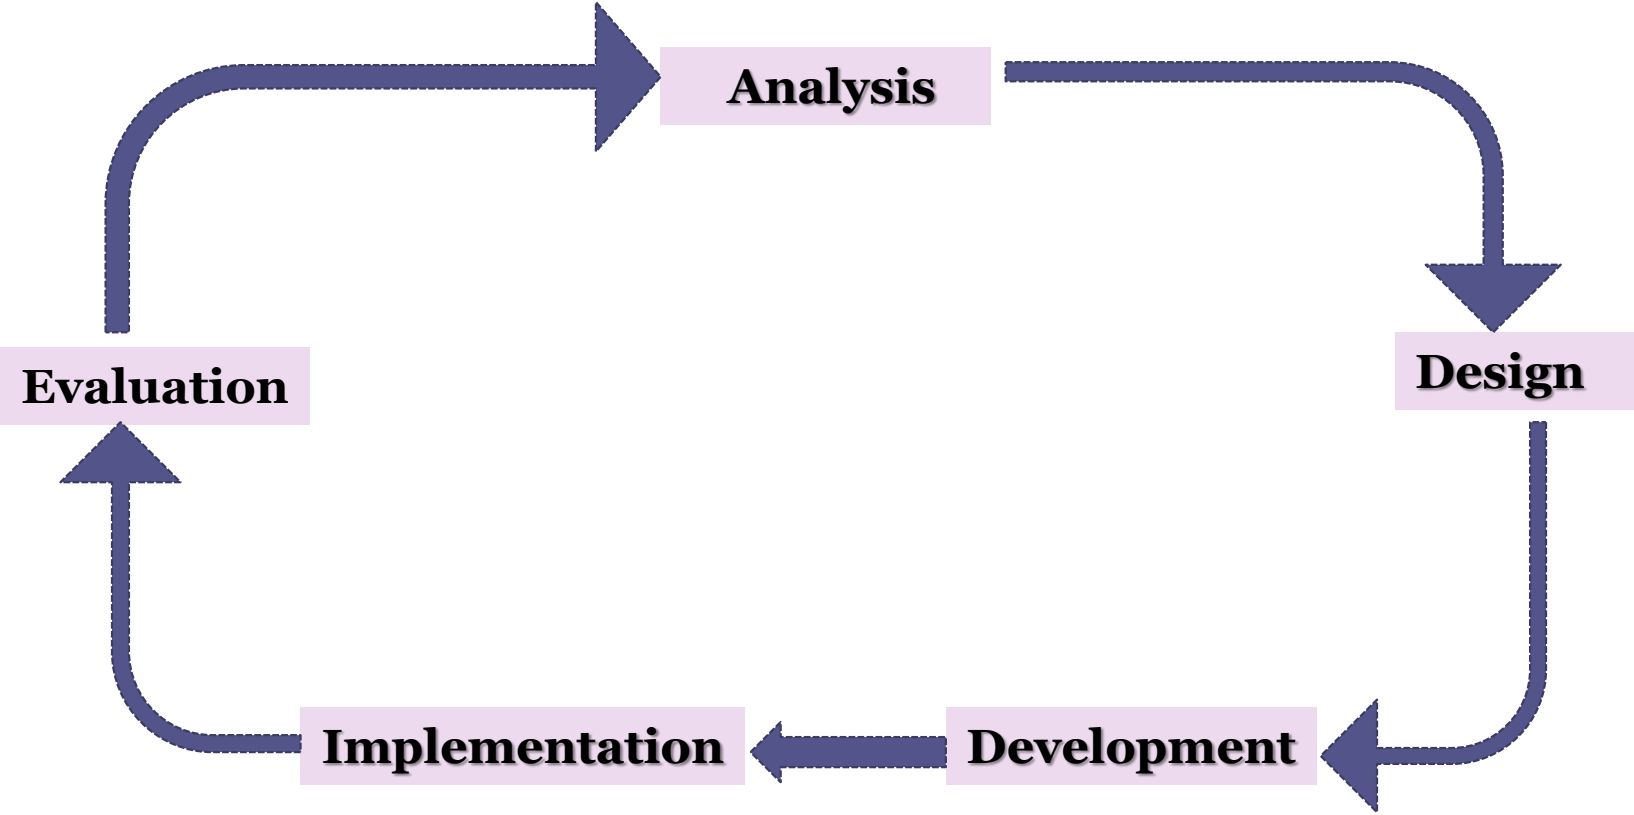 Analysis
Design
Evaluation
Implementation
Development